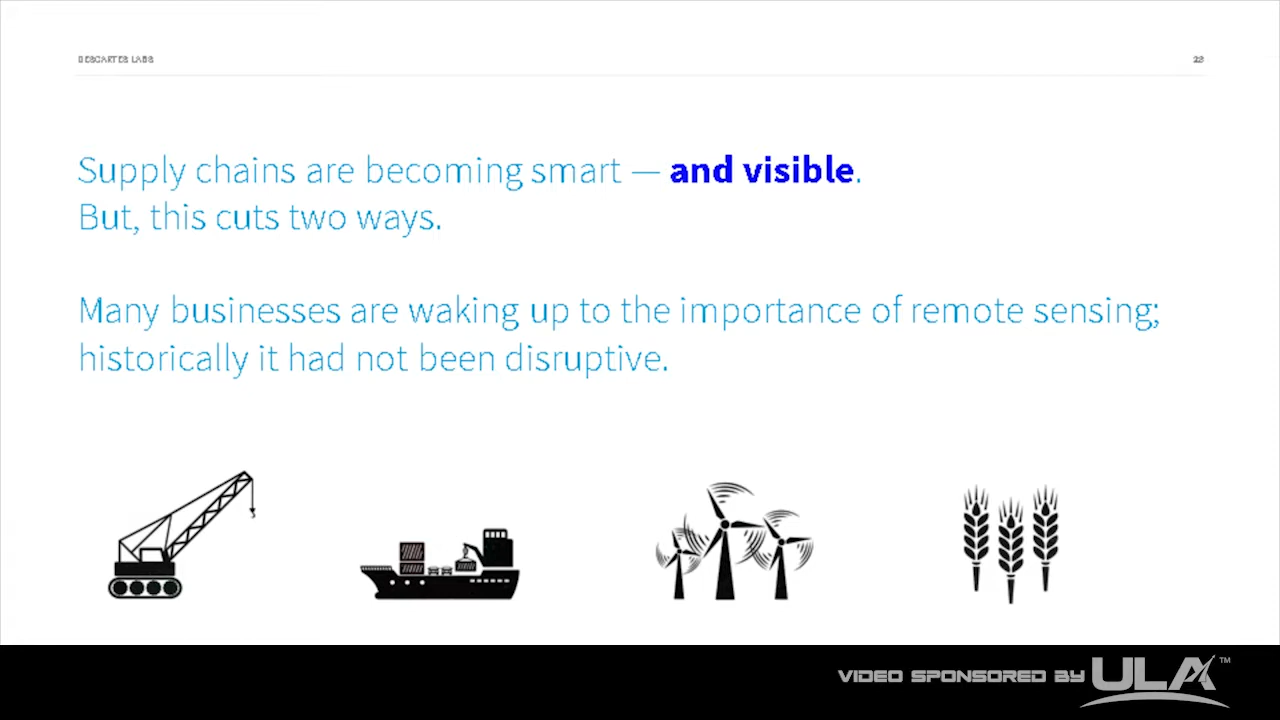 DESCARTES LABS
Supply chains are becoming smart — and visible.
But, this cuts two ways.
Many businesses are waking up to the importance of remote sensing;
historically it had not been disruptive.
VIDEO SPONSORED BY ULA™